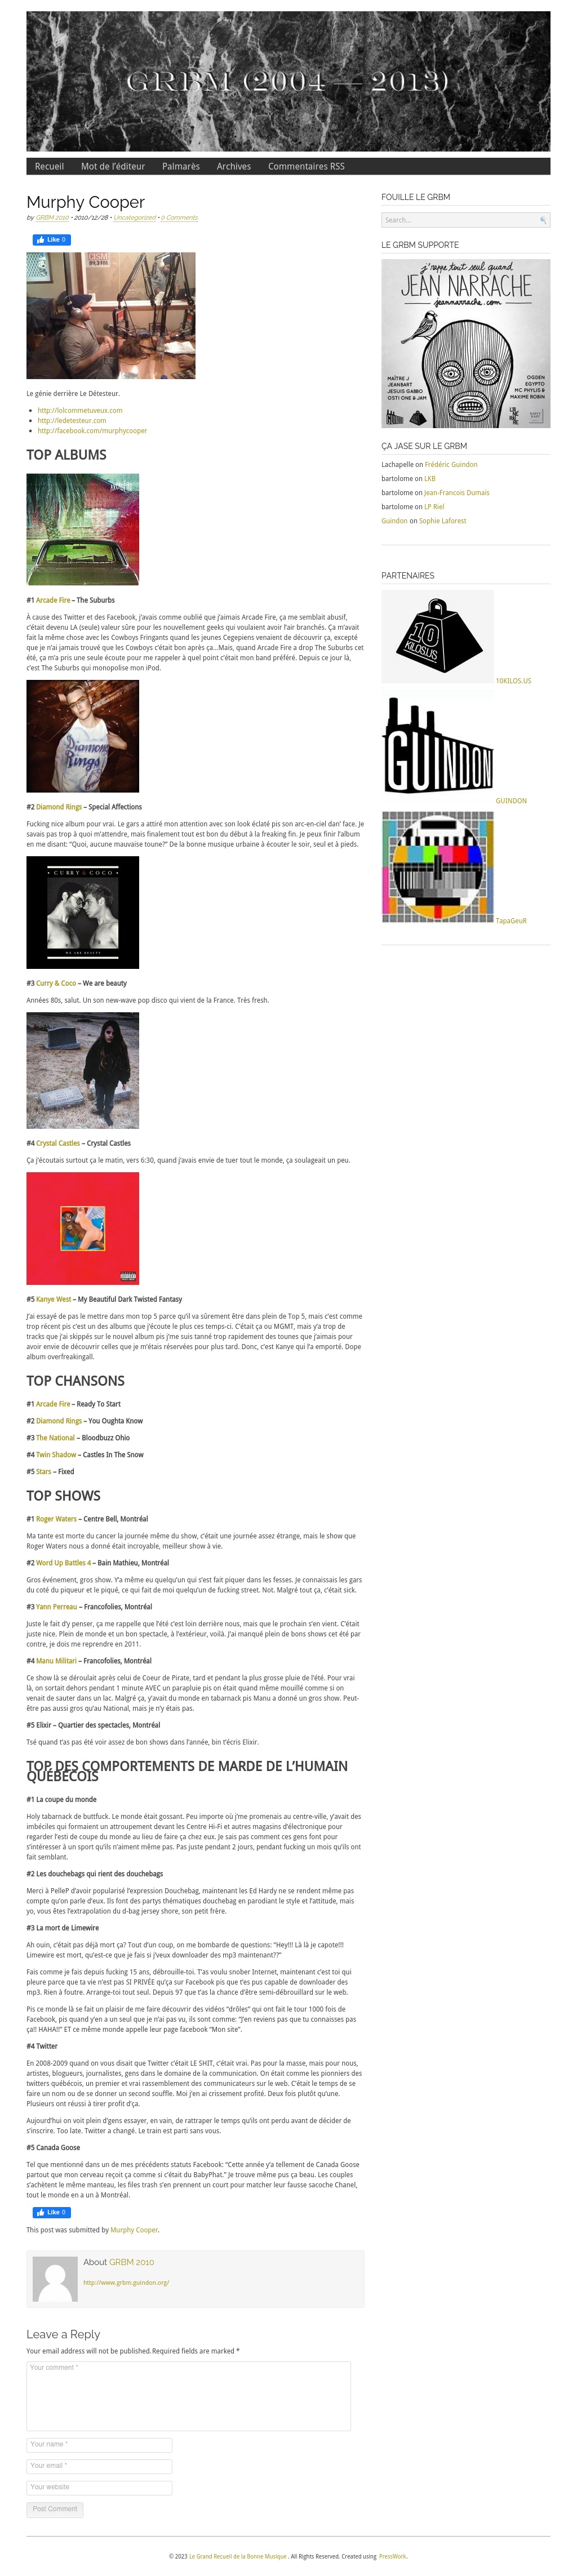 GRBM (2004 — 2013)
Recueil Mot de l'éditeur Palmarès Archives Commentaires RSS
Murphy Cooper
by GRBM 2010 • 2010/12/28 • Uncategorized • 0 Comments
Like 0
CISM
89,3 FM
Le génie derrière Le Détesteur.
http://lolcommetuveux.com
http://ledetesteur.com
http://facebook.com/murphycooper
TOP ALBUMS
#1 Arcade Fire – The Suburbs
À cause des Twitter et des Facebook, j'avais comme oublié que j'aimais Arcade Fire, ça me semblait abusif,
c'était devenu LA (seule) valeur sûre pour les nouvellement geeks qui voulaient avoir l'air branchés. Ça m'avait
fait la même chose avec les Cowboys Fringants quand les jeunes Cegepiens venaient de découvrir ça, excepté
que je n'ai jamais trouvé que les Cowboys c'était bon après ça...Mais, quand Arcade Fire a drop The Suburbs cet
été, ça m'a pris une seule écoute pour me rappeler à quel point c'était mon band préféré. Depuis ce jour là,
c'est The Suburbs qui monopolise mon iPod.
Diamond
Rings
#2 Diamond Rings – Special Affections
Fucking nice album pour vrai. Le gars a attiré mon attention avec son look éclaté pis son arc-en-ciel dan' face. Je
savais pas trop à quoi m'attendre, mais finalement tout est bon du début à la freaking fin. Je peux finir l'album
en me disant: "Quoi, aucune mauvaise toune?" De la bonne musique urbaine à écouter le soir, seul et à pieds.
CURRY & COCO
WE ARE BEAUTY
#3 Curry & Coco – We are beauty
Années 80s, salut. Un son new-wave pop disco qui vient de la France. Très fresh.
#4 Crystal Castles – Crystal Castles
Ça j'écoutais surtout ça le matin, vers 6:30, quand j'avais envie de tuer tout le monde, ça soulageait un peu.
#5 Kanye West – My Beautiful Dark Twisted Fantasy
J'ai essayé de pas le mettre dans mon top 5 parce qu'il va sûrement être dans plein de Top 5, mais c'est comme
trop récent pis c'est un des albums que j'écoute le plus ces temps-ci. C'était ça ou MGMT, mais y'a trop de
tracks que j'ai skippés sur le nouvel album pis j'me suis tanné trop rapidement des tounes que j'aimais pour
avoir envie de découvrir celles que je m'étais réservées pour plus tard. Donc, c'est Kanye qui l'a emporté. Dope
album overfreakingall.
TOP CHANSONS
#1 Arcade Fire – Ready To Start
#2 Diamond Rings – You Oughta Know
#3 The National – Bloodbuzz Ohio
#4 Twin Shadow – Castles In The Snow
#5 Stars – Fixed
TOP SHOWS
#1 Roger Waters – Centre Bell, Montréal
Ma tante est morte du cancer la journée même du show, c'était une journée assez étrange, mais le show que
Roger Waters nous a donné était incroyable, meilleur show à vie.
#2 Word Up Battles 4 – Bain Mathieu, Montréal
Gros événement, gros show. Y'a même eu quelqu'un qui s'est fait piquer dans les fesses. Je connaissais les gars
du coté du piqueur et le piqué, ce qui fait de moi quelqu'un de fucking street. Not. Malgré tout ça, c'était sick.
#3 Yann Perreau – Francofolies, Montréal
Juste le fait d'y penser, ça me rappelle que l'été c'est loin derrière nous, mais que le prochain s'en vient. C'était
juste nice. Plein de monde et un bon spectacle, à l'extérieur, voilà. J'ai manqué plein de bons shows cet été par
contre, je dois me reprendre en 2011.
#4 Manu Militari – Francofolies, Montréal
Ce show là se déroulait après celui de Coeur de Pirate, tard et pendant la plus grosse pluie de l'été. Pour vrai
là, on sortait dehors pendant 1 minute AVEC un parapluie pis on était quand même mouillé comme si on
venait de sauter dans un lac. Malgré ça, y'avait du monde en tabarnack pis Manu a donné un gros show. Peut-
être pas aussi gros qu'au National, mais je n'y étais pas.
#5 Elixir – Quartier des spectacles, Montréal
Tsé quand t'as pas été voir assez de bon shows dans l'année, bin t'écris Elixir.
TOP DES COMPORTEMENTS DE MARDE DE L'HUMAIN
QUÉBÉCOIS
#1 La coupe du monde
Holy tabarnack de buttfuck. Le monde était gossant. Peu importe où j'me promenais au centre-ville, y'avait des
imbéciles qui formaient un attroupement devant les Centre Hi-Fi et autres magasins d'électronique pour
regarder l'esti de coupe du monde au lieu de faire ça chez eux. Je sais pas comment ces gens font pour
s'intéresser à un sport qu'ils n'aiment même pas. Pas juste pendant 2 jours, pendant fucking un mois qu'ils ont
fait semblant.
#2 Les douchebags qui rient des douchebags
Merci à PelleP d'avoir popularisé l'expression Douchebag, maintenant les Ed Hardy ne se rendent même pas
compte qu'on parle d'eux. Ils font des partys thématiques douchebag en parodiant le style et l'attitude, mais
yo, vous êtes l'extrapolation du d-bag jersey shore, son petit frère.
#3 La mort de Limewire
Ah ouin, c'était pas déjà mort ça? Tout d'un coup, on me bombarde de questions: "Hey!!! Là là je capote!!!!
Limewire est mort, qu'est-ce que je fais si j'veux downloader des mp3 maintenant??"
Fais comme je fais depuis fucking 15 ans, débrouille-toi. T'as voulu snober Internet, maintenant c'est toi qui
pleure parce que ta vie n'est pas SI PRIVÉE qu'ça sur Facebook pis que t'es pus capable de downloader des
mp3. Rien à foutre. Arrange-toi tout seul. Depuis 97 que t'as la chance d'être semi-débrouillard sur le web.
Pis ce monde là se fait un plaisir de me faire découvrir des vidéos "drôles" qui ont fait le tour 1000 fois de
Facebook, pis quand y'en a un seul que je n'ai pas vu, ils sont comme: "J'en reviens pas que tu connaisses pas
ça!! HAHA!!" ET ce même monde appelle leur page facebook "Mon site".
#4 Twitter
En 2008-2009 quand on vous disait que Twitter c'était LE SHIT, c'était vrai. Pas pour la masse, mais pour nous,
artistes, blogueurs, journalistes, gens dans le domaine de la communication. On était comme les pionniers des
twitters québécois, un premier et vrai rassemblement des communicateurs sur le web. C'était le temps de se
faire un nom ou de se donner un second souffle. Moi j'en ai crissement profité. Deux fois plutôt qu'une.
Plusieurs ont réussi à tirer profit d'ça.
Aujourd'hui on voit plein d'gens essayer, en vain, de rattraper le temps qu'ils ont perdu avant de décider de
s'inscrire. Too late. Twitter a changé. Le train est parti sans vous.
#5 Canada Goose
Tel que mentionné dans un de mes précédents statuts Facebook: "Cette année y'a tellement de Canada Goose
partout que mon cerveau reçoit ça comme si c'était du BabyPhat." Je trouve même pus ça beau. Les couples
s'achètent le même manteau, les files trash s'en prennent un court pour matcher leur fausse sacoche Chanel,
tout le monde en a un à Montréal.
Like 0
This post was submitted by Murphy Cooper.
About GRBM 2010
http://www.grbm.guindon.org/
Leave a Reply
Your email address will not be published. Required fields are marked *
Your comment *
Your name *
Your email *
Your website
Post Comment
FOUILLE LE GRBM
Search...
LE GRBM SUPPORTE
j'rappe tout seul quand
JEAN NARRACHE
jeannarrache.com
MAÎTRE J
JEANBART
JESUIS GABBO
OSTI ONE & JAM
OGDEN
EGYPTO
MC PHYLIS &
MAXIME ROBIN
ÇA JASE SUR LE GRBM
Lachapelle on Frédéric Guindon
bartolome on LKB
bartolome on Jean-Francois Dumais
bartolome on LP Riel
Guindon on Sophie Laforest
PARTENAIRES
10
KILOS.US
10KILOS.US
GUINDON
GUINDON
TapaGeuR
© 2023 Le Grand Recueil de la Bonne Musique . All Rights Reserved. Created using PressWork.